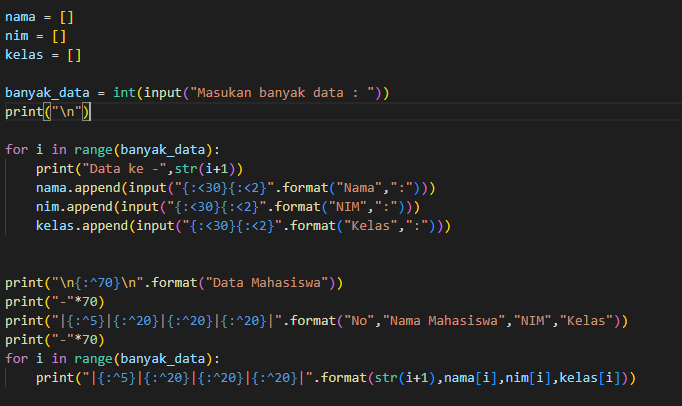 nama = []
nim = []
kelas = []
banyak_data = int(input("Masukan banyak data : "))
print("\n")
for i in range(banyak_data):
    print("Data ke -",str(i+1))
    nama.append(input("{:<30}{:<2}".format("Nama",":")))
    nim.append(input("{:<30}{:<2}".format("NIM",":")))
    kelas.append(input("{:<30}{:<2}".format("Kelas",":")))
print("\n{:^70}\n".format("Data Mahasiswa"))
print("-"*70)
print("|{:^5}|{:^20}|{:^20}|{:^20}|".format("No","Nama Mahasiswa","NIM","Kelas"))
print("-"*70)
for i in range(banyak_data):
    print("|{:^5}|{:^20}|{:^20}|{:^20}|".format(str(i+1),nama[i],nim[i],kelas[i]))